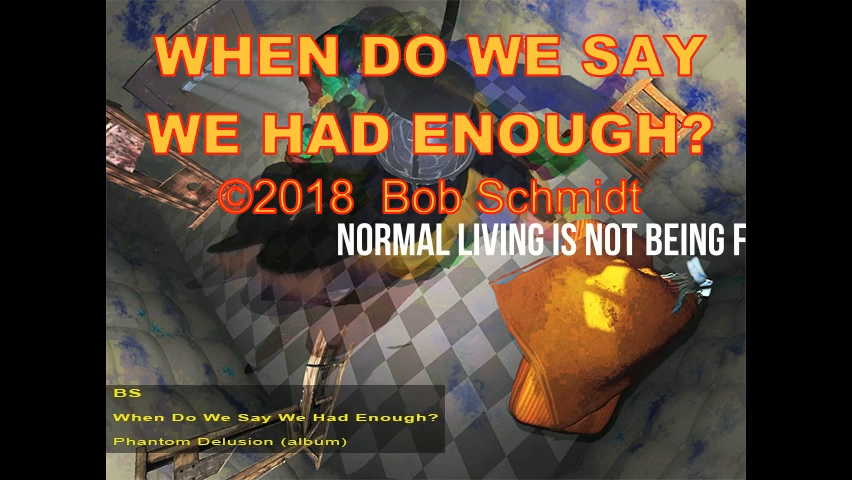 WHEN DO WE SAY
WE HAD ENOUGH?
©2018 Bob Schmidt
NORMAL LIVING IS NOT BEING F
BS
When Do We Say We Had Enough?
Phantom Delusion (album)